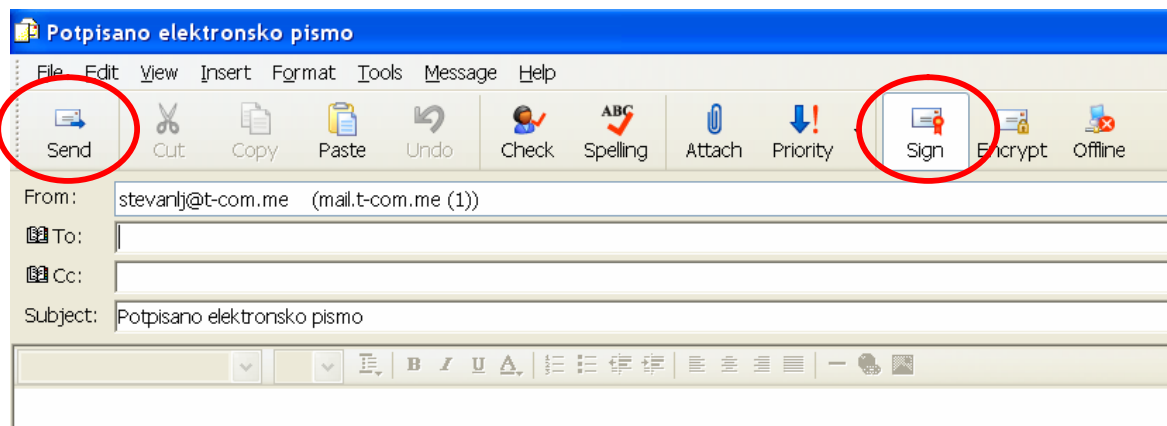 Potpisano elektronsko pismo
File Edit View Insert Format Tools Message Help
ABC
Send Cut Copy Paste Undo Check Spelling Attach Priority Sign Encrypt Offline
From: stevanlj@t-com.me (mail.t-com.me (1))
To:
Cc:
Subject: Potpisano elektronsko pismo
B I U A